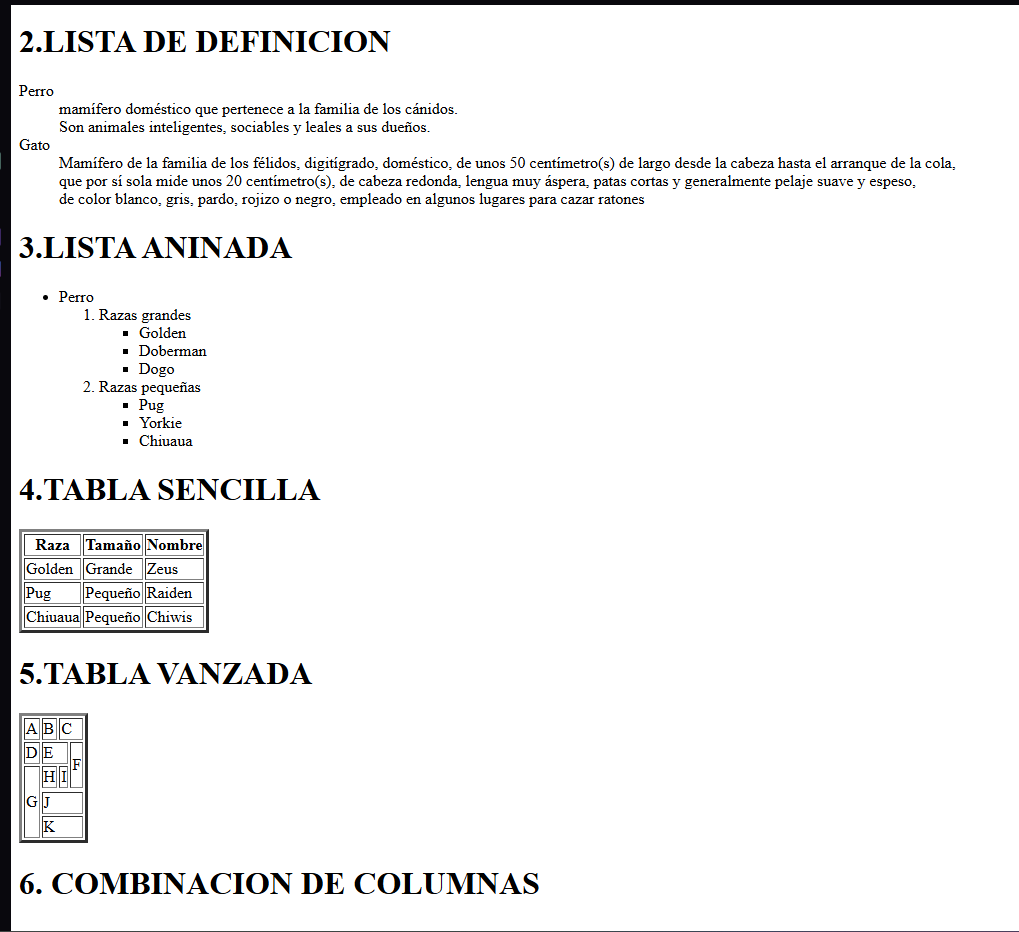 2.LISTA DE DEFINICION
Perro
mamífero doméstico que pertenece a la familia de los cánidos.
Son animales inteligentes, sociables y leales a sus dueños.
Gato
Mamífero de la familia de los félidos, digitígrado, doméstico, de unos 50 centímetro(s) de largo desde la cabeza hasta el arranque de la cola,
que por sí sola mide unos 20 centímetro(s), de cabeza redonda, lengua muy áspera, patas cortas y generalmente pelaje suave y espeso,
de color blanco, gris, pardo, rojizo o negro, empleado en algunos lugares para cazar ratones
3.LISTA ANINADA
• Perro
1. Razas grandes
▪ Golden
▪ Doberman
▪ Dogo
2. Razas pequeñas
▪ Pug
▪ Yorkie
▪ Chiuaua
4.TABLA SENCILLA
Raza Tamaño Nombre
Golden Grande Zeus
Pug Pequeño Raiden
Chiuaua Pequeño Chiwis
5.TABLA VANZADA
A B C
D E F
G H I
J
K
6. COMBINACION DE COLUMNAS